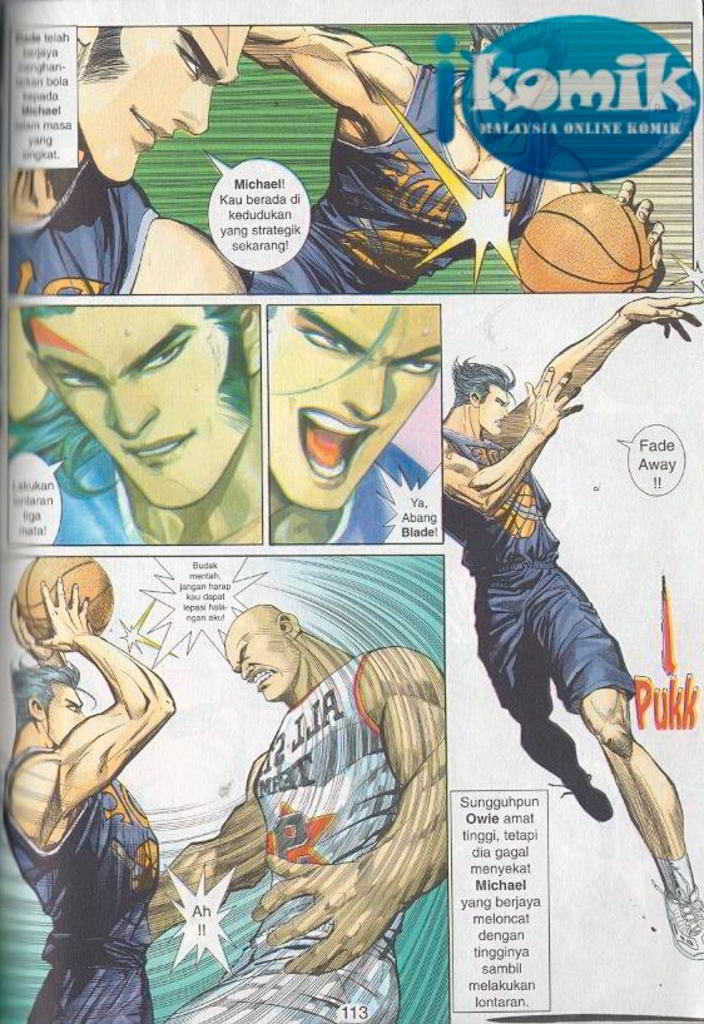 Blade telah
berjaya
menghan-
tarkan bola
kepada
Michael
dalam masa
yang
singkat.
ikomik
MALAYSIA ONLINE KOMIK
Michael!
Kau berada di
kedudukan
yang strategik
sekarang!
Lakukan
lontaran
tiga
mata!
Ya,
Abang
Blade!
Fade
Away
!!
Pukk
Budak
mentah,
jangan harap
kau dapat
lepasi hala-
ngan aku!
Ah
!!
Sungguhpun
Owie amat
tinggi, tetapi
dia gagal
menyekat
Michael
yang berjaya
meloncat
dengan
tingginya
sambil
melakukan
lontaran.
113